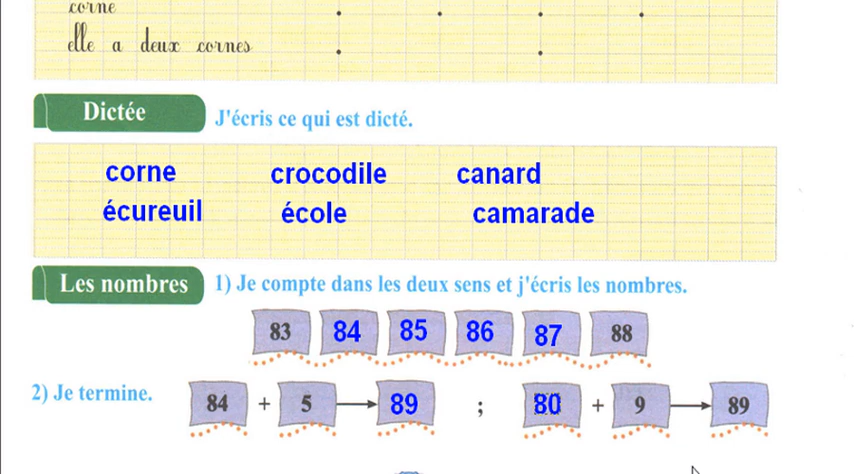 corne
elle a deux cornes
Dictée J'écris ce qui est dicté.
corne crocodile canard
écureuil école camarade
Les nombres 1) Je compte dans les deux sens et j'écris les nombres.
83 84 85 86 87 88
2) Je termine. 84 + 5 → 89 ; 80 + 9 → 89